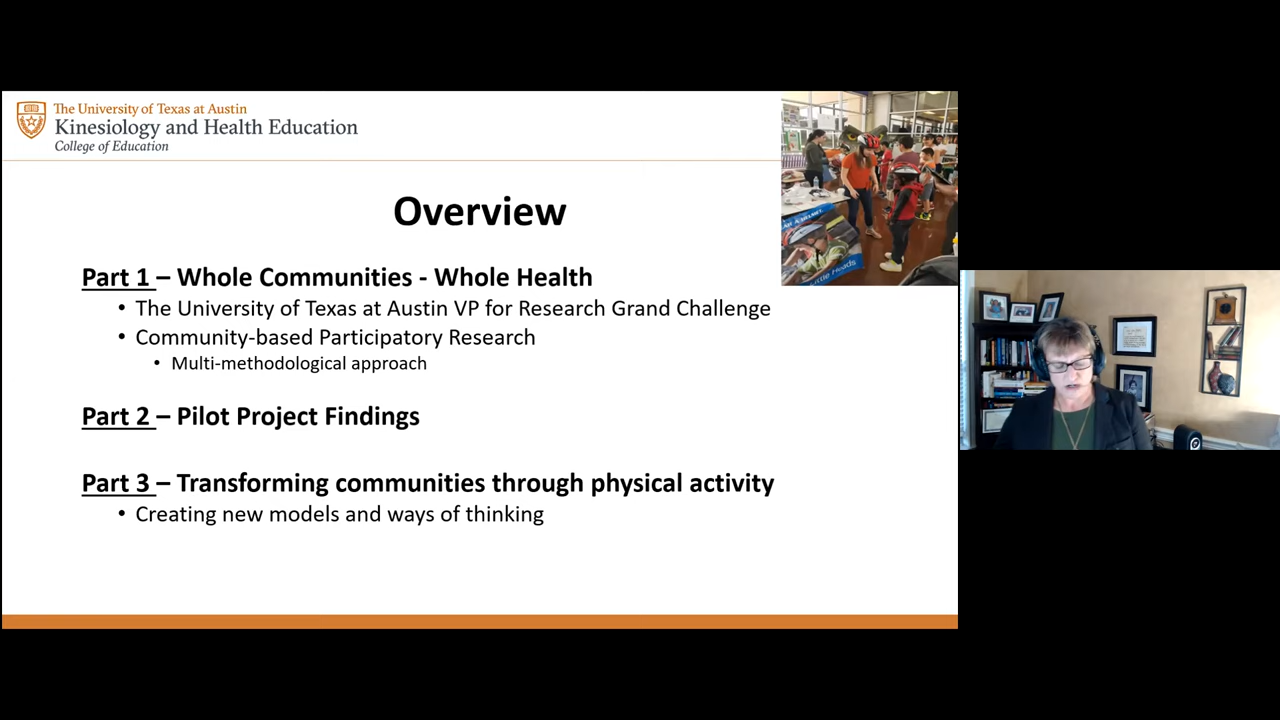 The University of Texas at Austin
Kinesiology and Health Education
College of Education
Overview
Part 1 – Whole Communities - Whole Health
• The University of Texas at Austin VP for Research Grand Challenge
• Community-based Participatory Research
• Multi-methodological approach
Part 2 – Pilot Project Findings
Part 3 – Transforming communities through physical activity
• Creating new models and ways of thinking
A HELMET
Little Heads